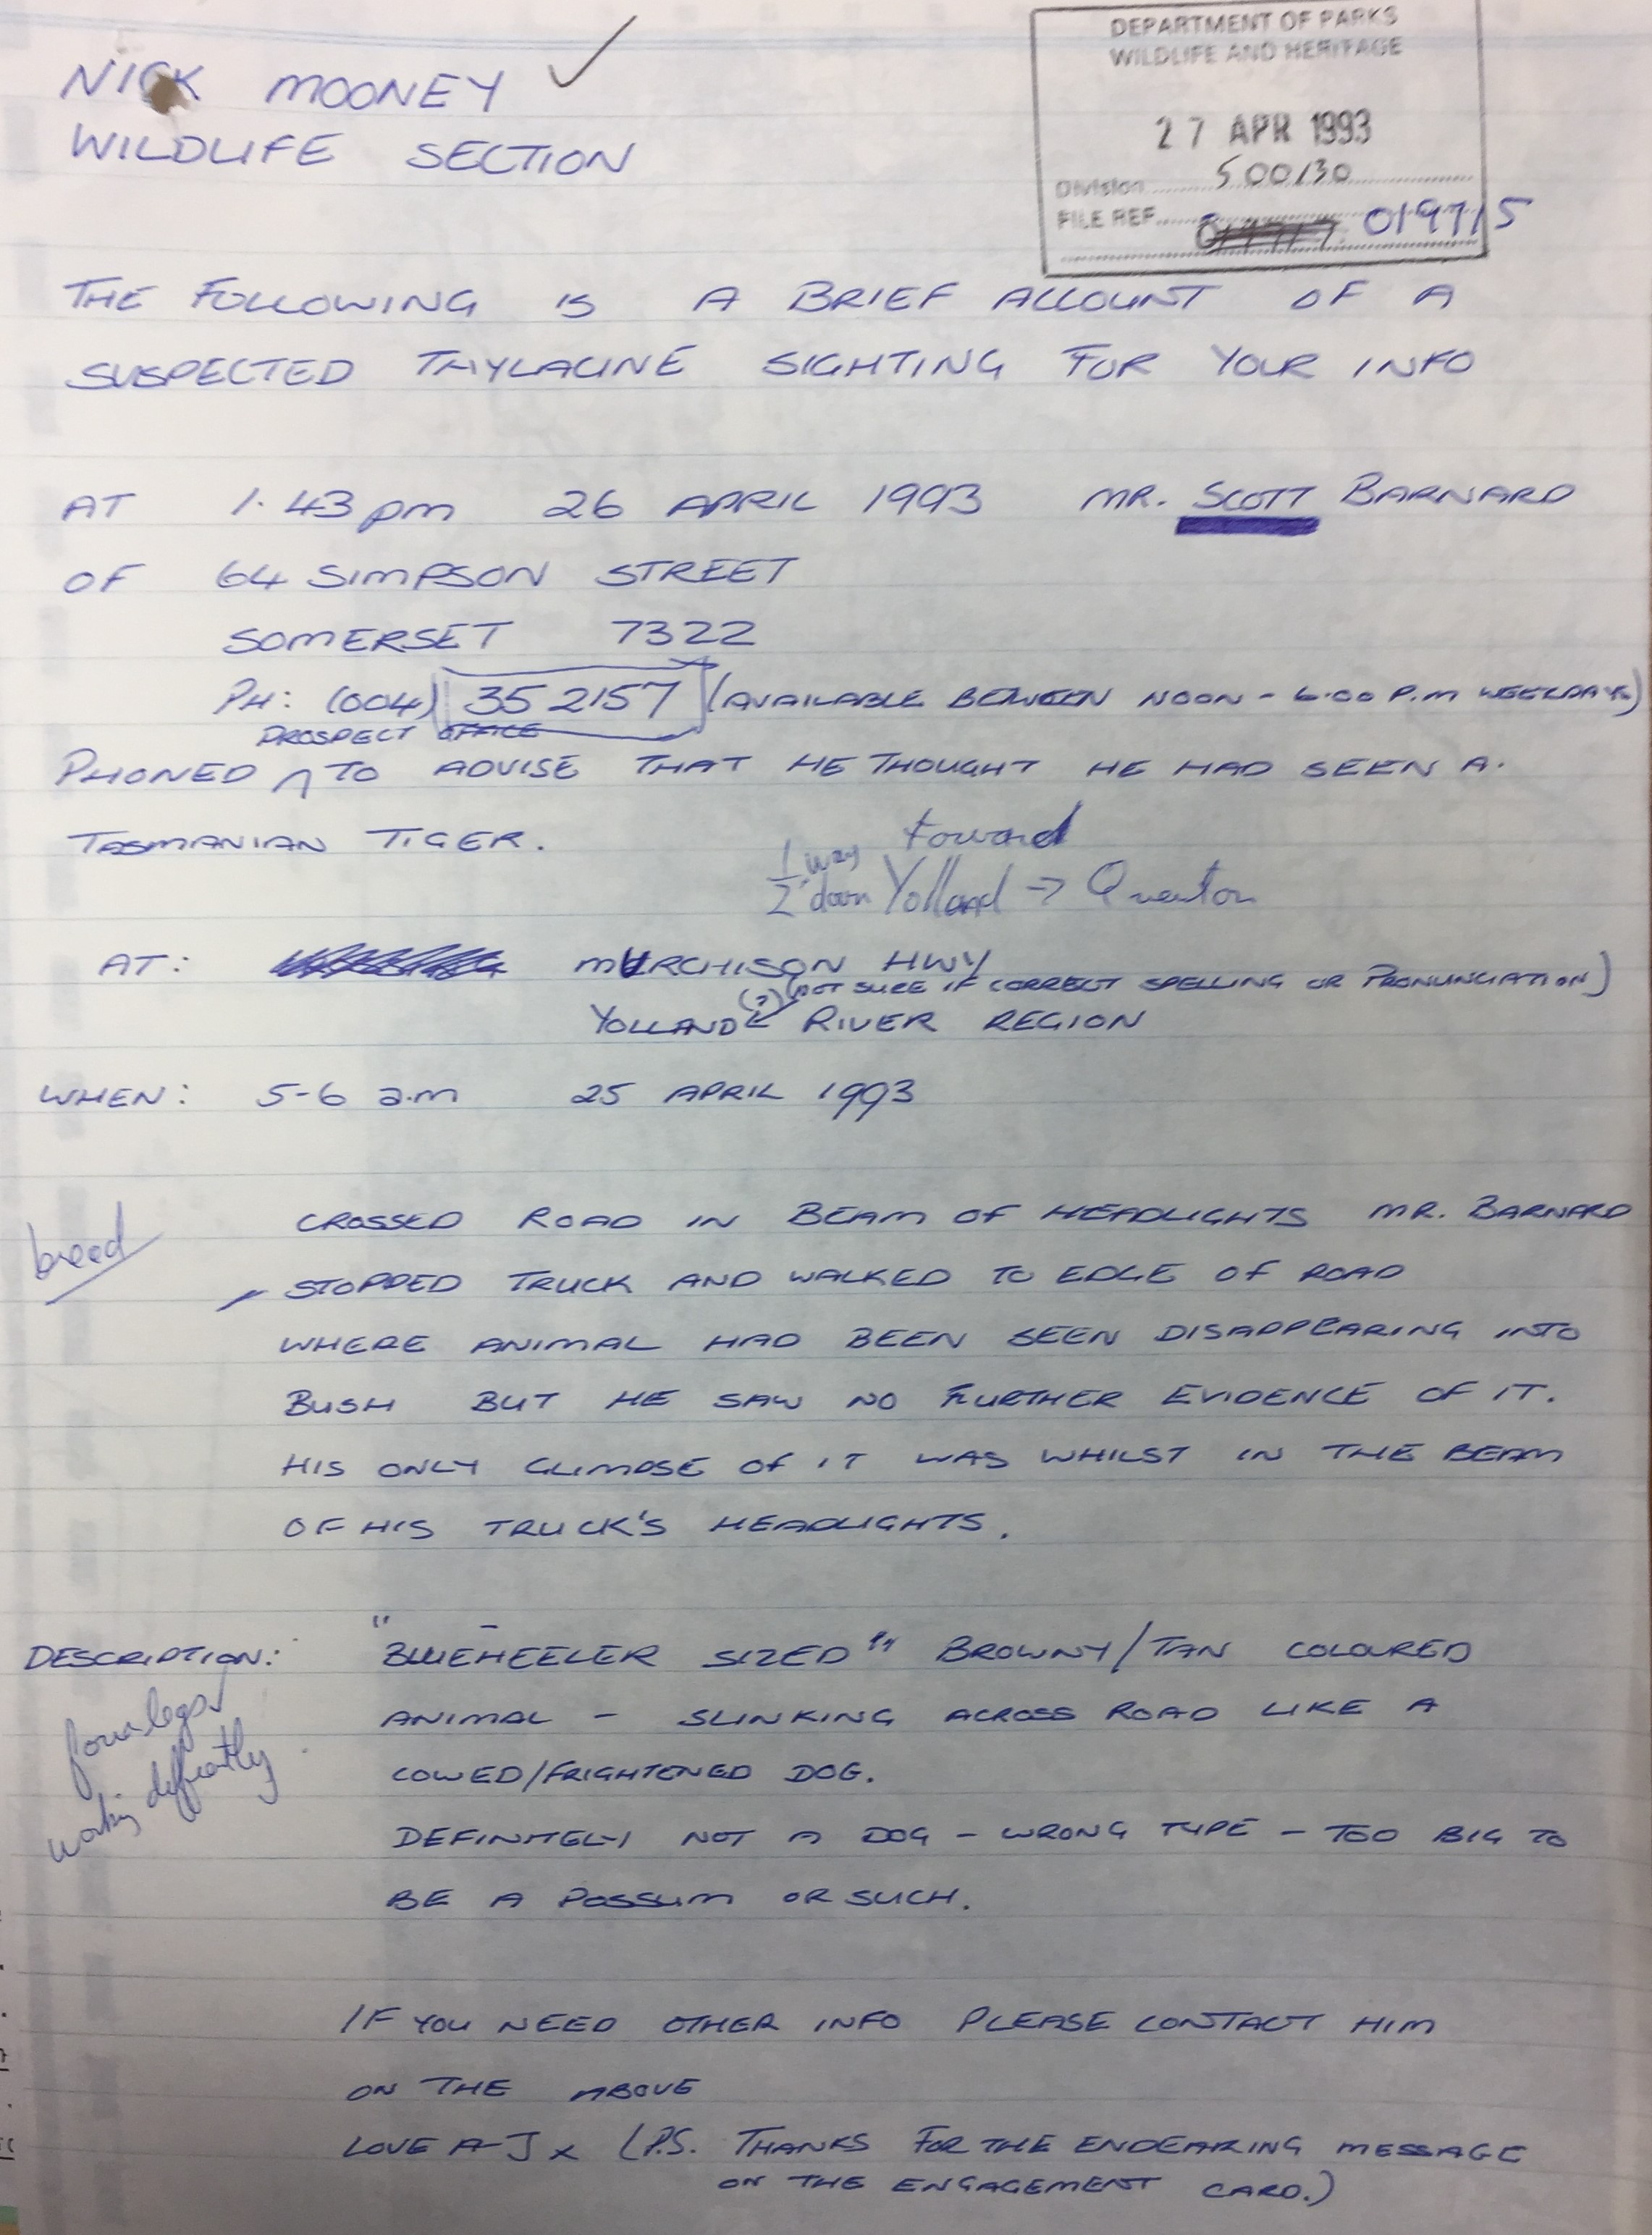 NICK MOONEY
WILDLIFE SECTION
DEPARTMENT OF PARKS
WILDLIFE AND HERITAGE
27 APR 1993
Division 500/30
FILE REF 0197/5
THE FOLLOWING IS A BRIEF ACCOUNT OF A
SUSPECTED THYLACINE SIGHTING FOR YOUR INFO
AT 1.43 pm 26 APRIL 1993 MR. SCOTT BARNARD
OF 64 SIMPSON STREET
SOMERSET 7322
PH: (004) 35 2157 (AVAILABLE BETWEEN NOON - 6.00 P.M WEEKDAYS)
PROSPECT OFFICE
PHONED ^ TO ADVISE THAT HE THOUGHT HE HAD SEEN A.
TASMANIAN TIGER.
toward
1/2 way down Yolland -> Que
AT: MURCHISON HWY
(?) (NOT SURE IF CORRECT SPELLING OR PRONUNCIATION)
YOLLAND RIVER REGION
WHEN: 5-6 a.m 25 APRIL 1993
breed
CROSSED ROAD IN BEAM OF HEADLIGHTS MR. BARNARD
STOPPED TRUCK AND WALKED TO EDGE OF ROAD
WHERE ANIMAL HAD BEEN SEEN DISAPPEARING INTO
BUSH BUT HE SAW NO FURTHER EVIDENCE OF IT.
HIS ONLY GLIMPSE OF IT WAS WHILST IN THE BEAM
OF HIS TRUCK'S HEADLIGHTS.
DESCRIPTION: "BLUEHEELER SIZED" BROWNY/TAN COLOURED
ANIMAL - SLINKING ACROSS ROAD LIKE A
COWED/FRIGHTENED DOG.
DEFINITELY NOT A DOG - WRONG TYPE - TOO BIG TO
BE A POSSUM OR SUCH.
four legs
IF YOU NEED OTHER INFO PLEASE CONTACT HIM
ON THE ABOVE
LOVE A-J x (P.S. THANKS FOR THE ENDEARING MESSAGE
ON THE ENGAGEMENT CARD.)